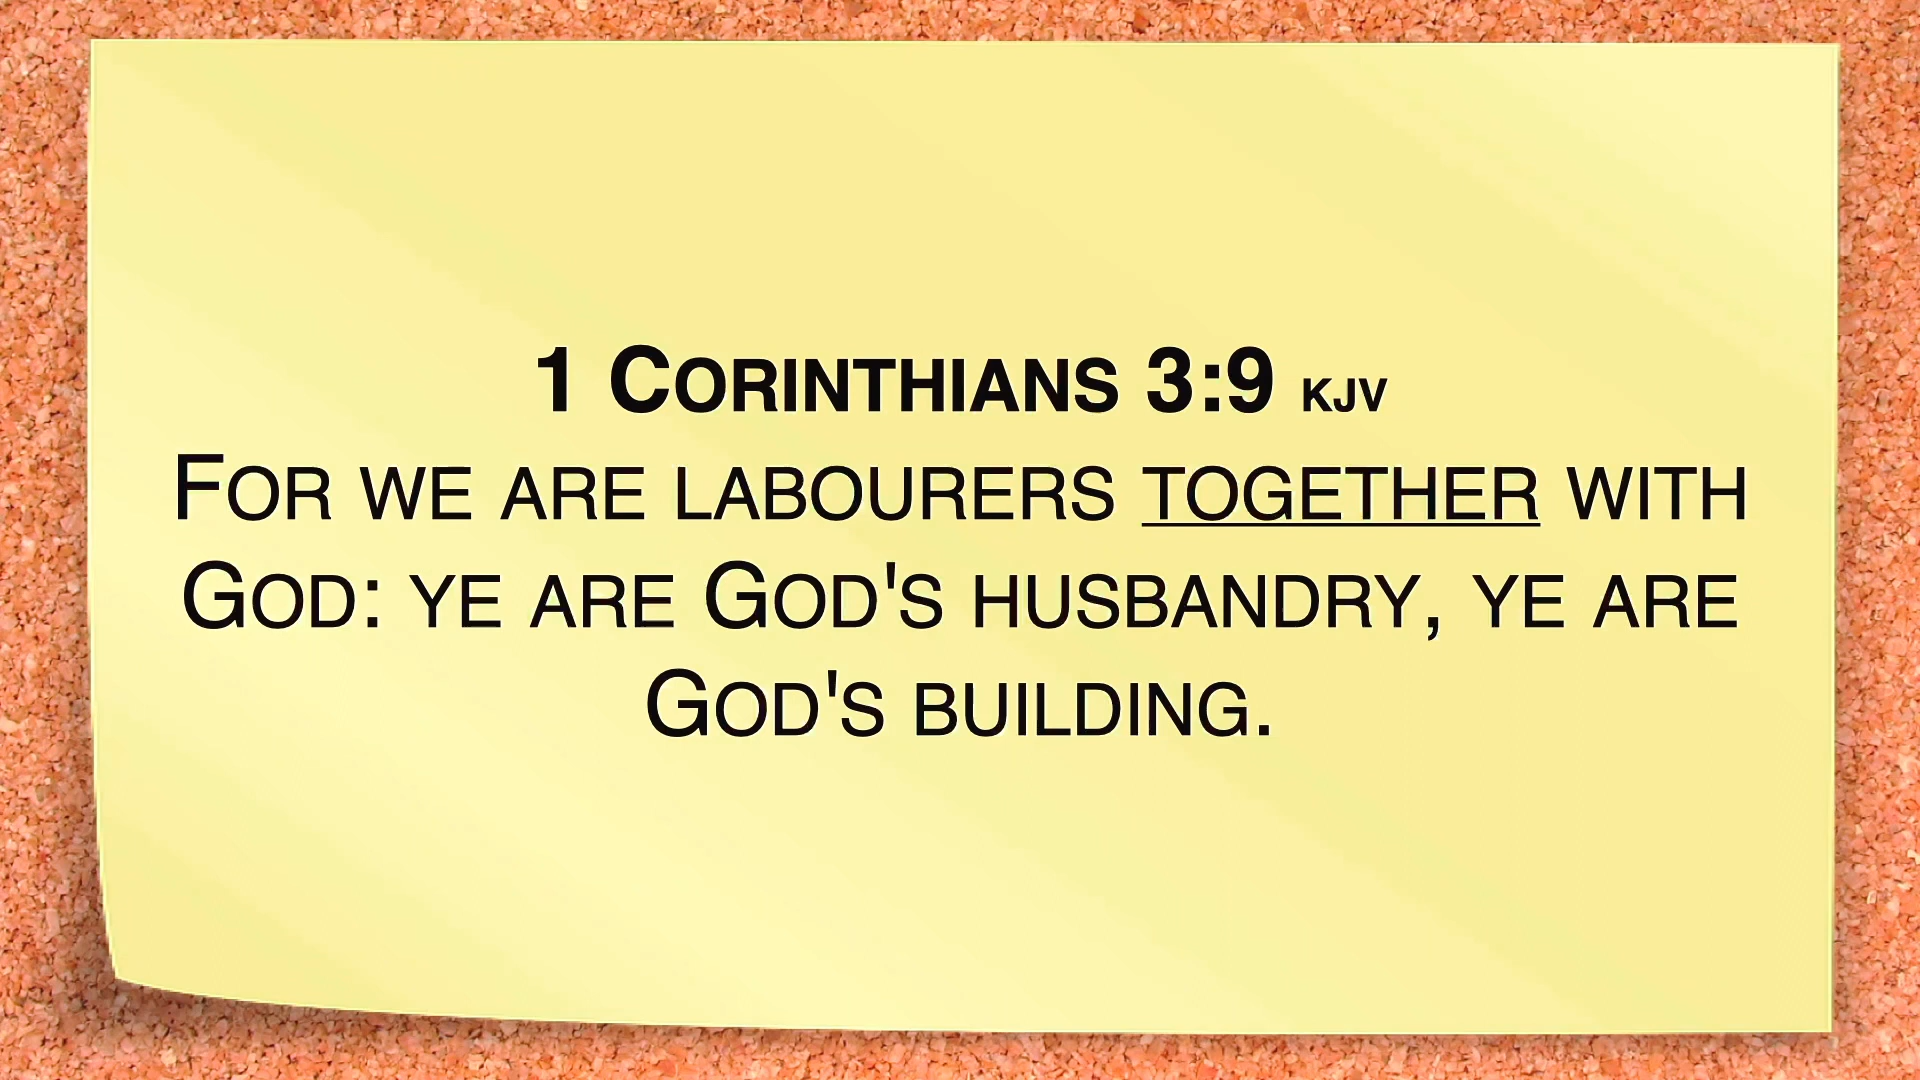 1 Corinthians 3:9 KJV
For we are labourers together with
God: ye are God's husbandry, ye are
God's building.